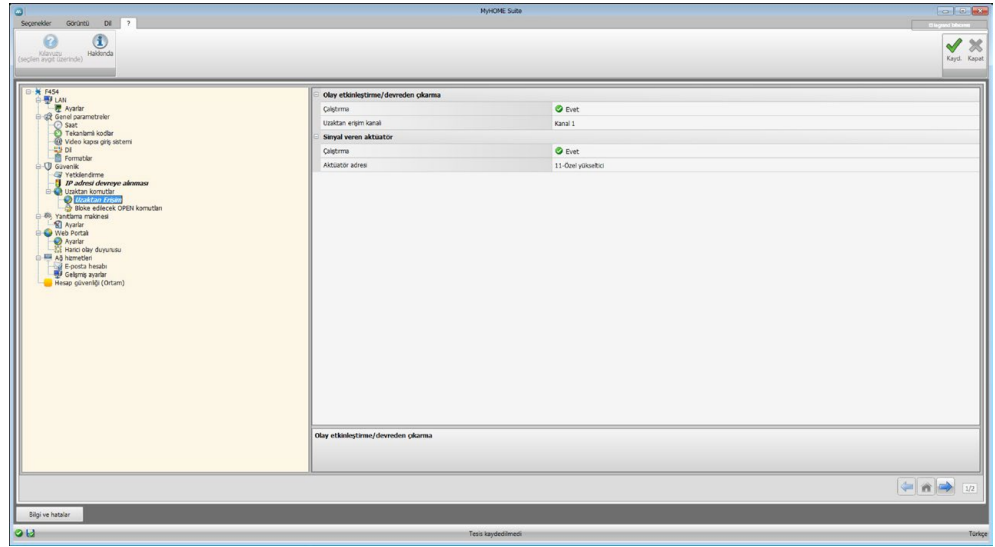 MyHOME Suite
Seçenekler Görüntü Dil ?
Kılavuzu
(seçilen aygıt üzerinde)
Hakkında
Kayd. Kapat
F454
LAN
Ayarlar
Genel parametreler
Saat
Tekanlamlı kodlar
Video kapısı giriş sistemi
Dil
Formatlar
Güvenlik
Yetkilendirme
IP adresi devreye alınması
Uzaktan komutlar
Uzaktan Erişim
Bloke edilecek OPEN komutları
Yanıtlama makinesi
Ayarlar
Web Portalı
Ayarlar
Harici olay duyurusu
Ağ hizmetleri
E-posta hesabı
Gelişmiş ayarlar
Hesap güvenliği (Ortam)
Olay etkinleştirme/devreden çıkarma
Çalıştırma Evet
Uzaktan erişim kanalı Kanal 1
Sinyal veren aktüatör
Çalıştırma Evet
Aktüatör adresi 11-Özel yükseltici
Olay etkinleştirme/devreden çıkarma
1/2
Bilgi ve hatalar
Tesis kaydedilmedi Türkçe